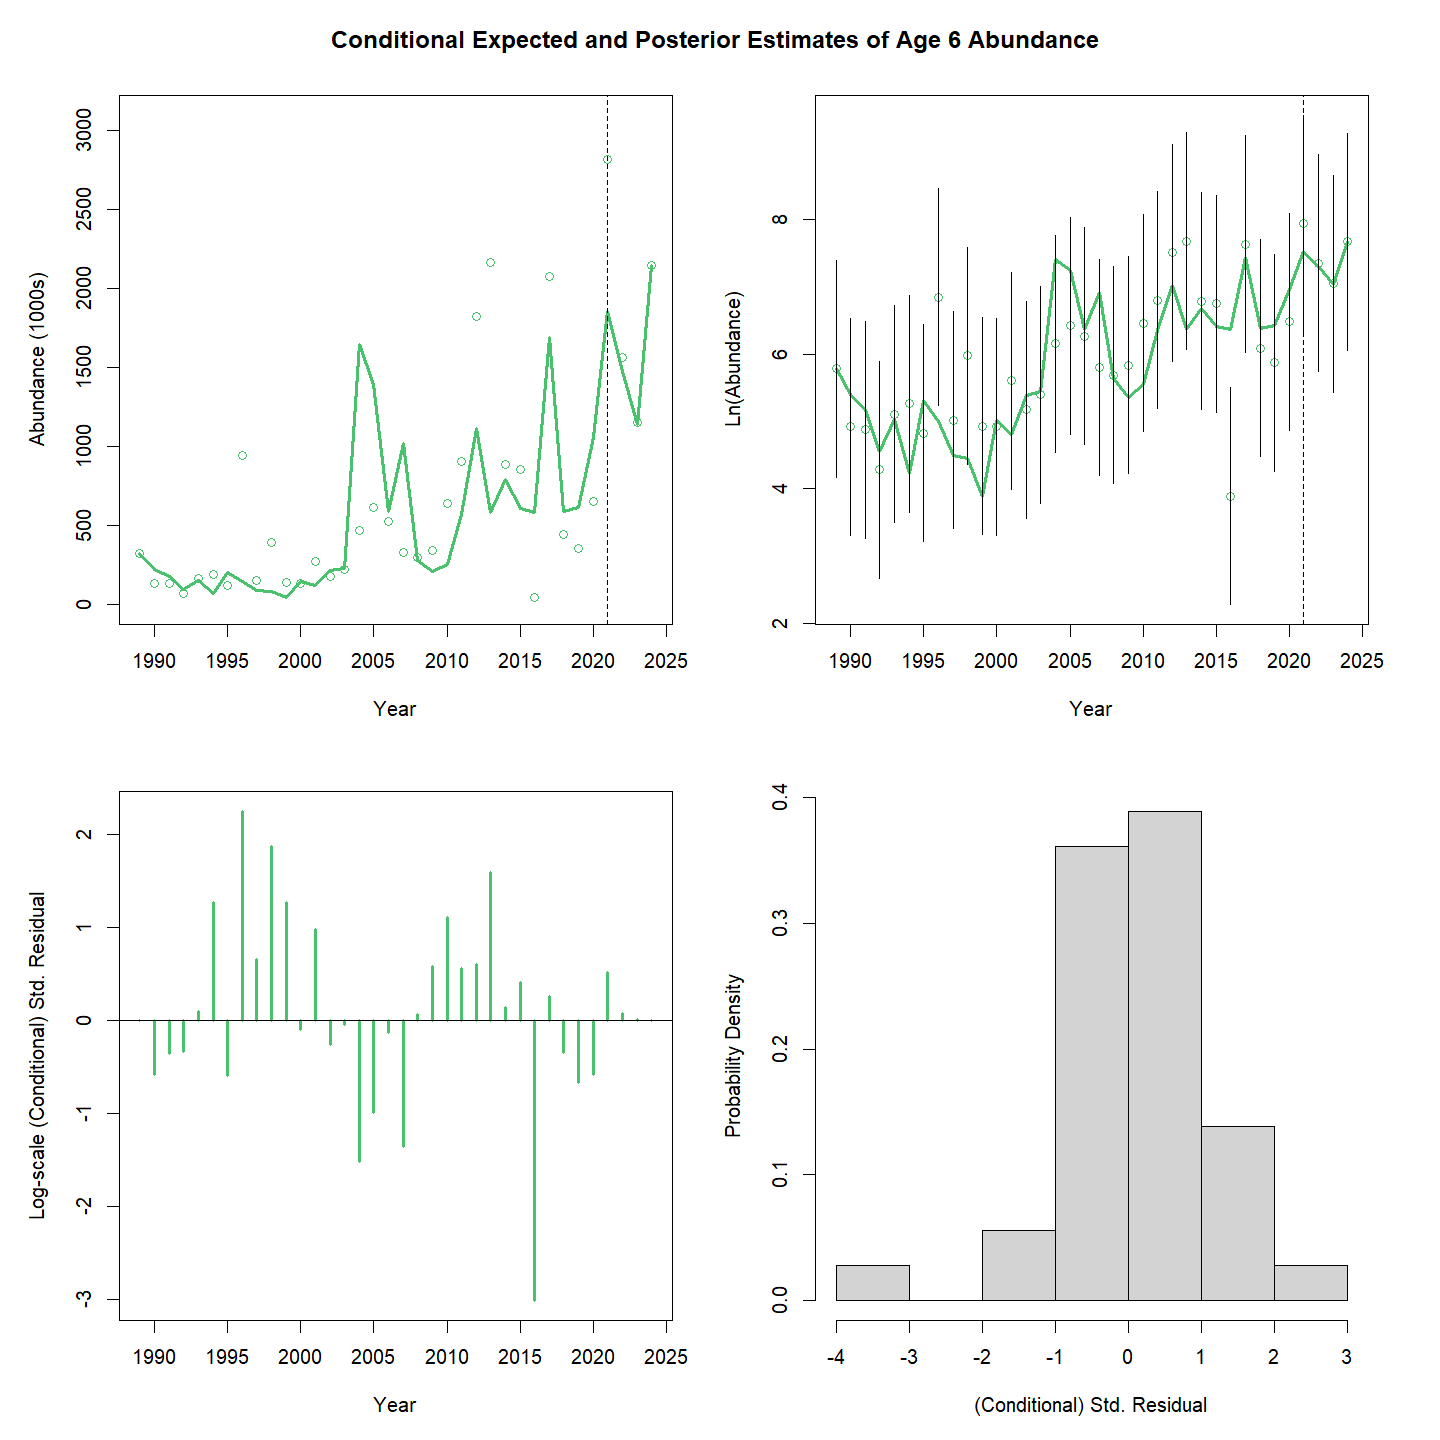 Conditional Expected and Posterior Estimates of Age 6 Abundance
Abundance (1000s)
3000
2500
2000
1500
1000
500
0
1990 1995 2000 2005 2010 2015 2020 2025
Year
Ln(Abundance)
8
6
4
2
1990 1995 2000 2005 2010 2015 2020 2025
Year
Log-scale (Conditional) Std. Residual
2
1
0
-1
-2
-3
1990 1995 2000 2005 2010 2015 2020 2025
Year
Probability Density
0.4
0.3
0.2
0.1
0.0
-4 -3 -2 -1 0 1 2 3
(Conditional) Std. Residual